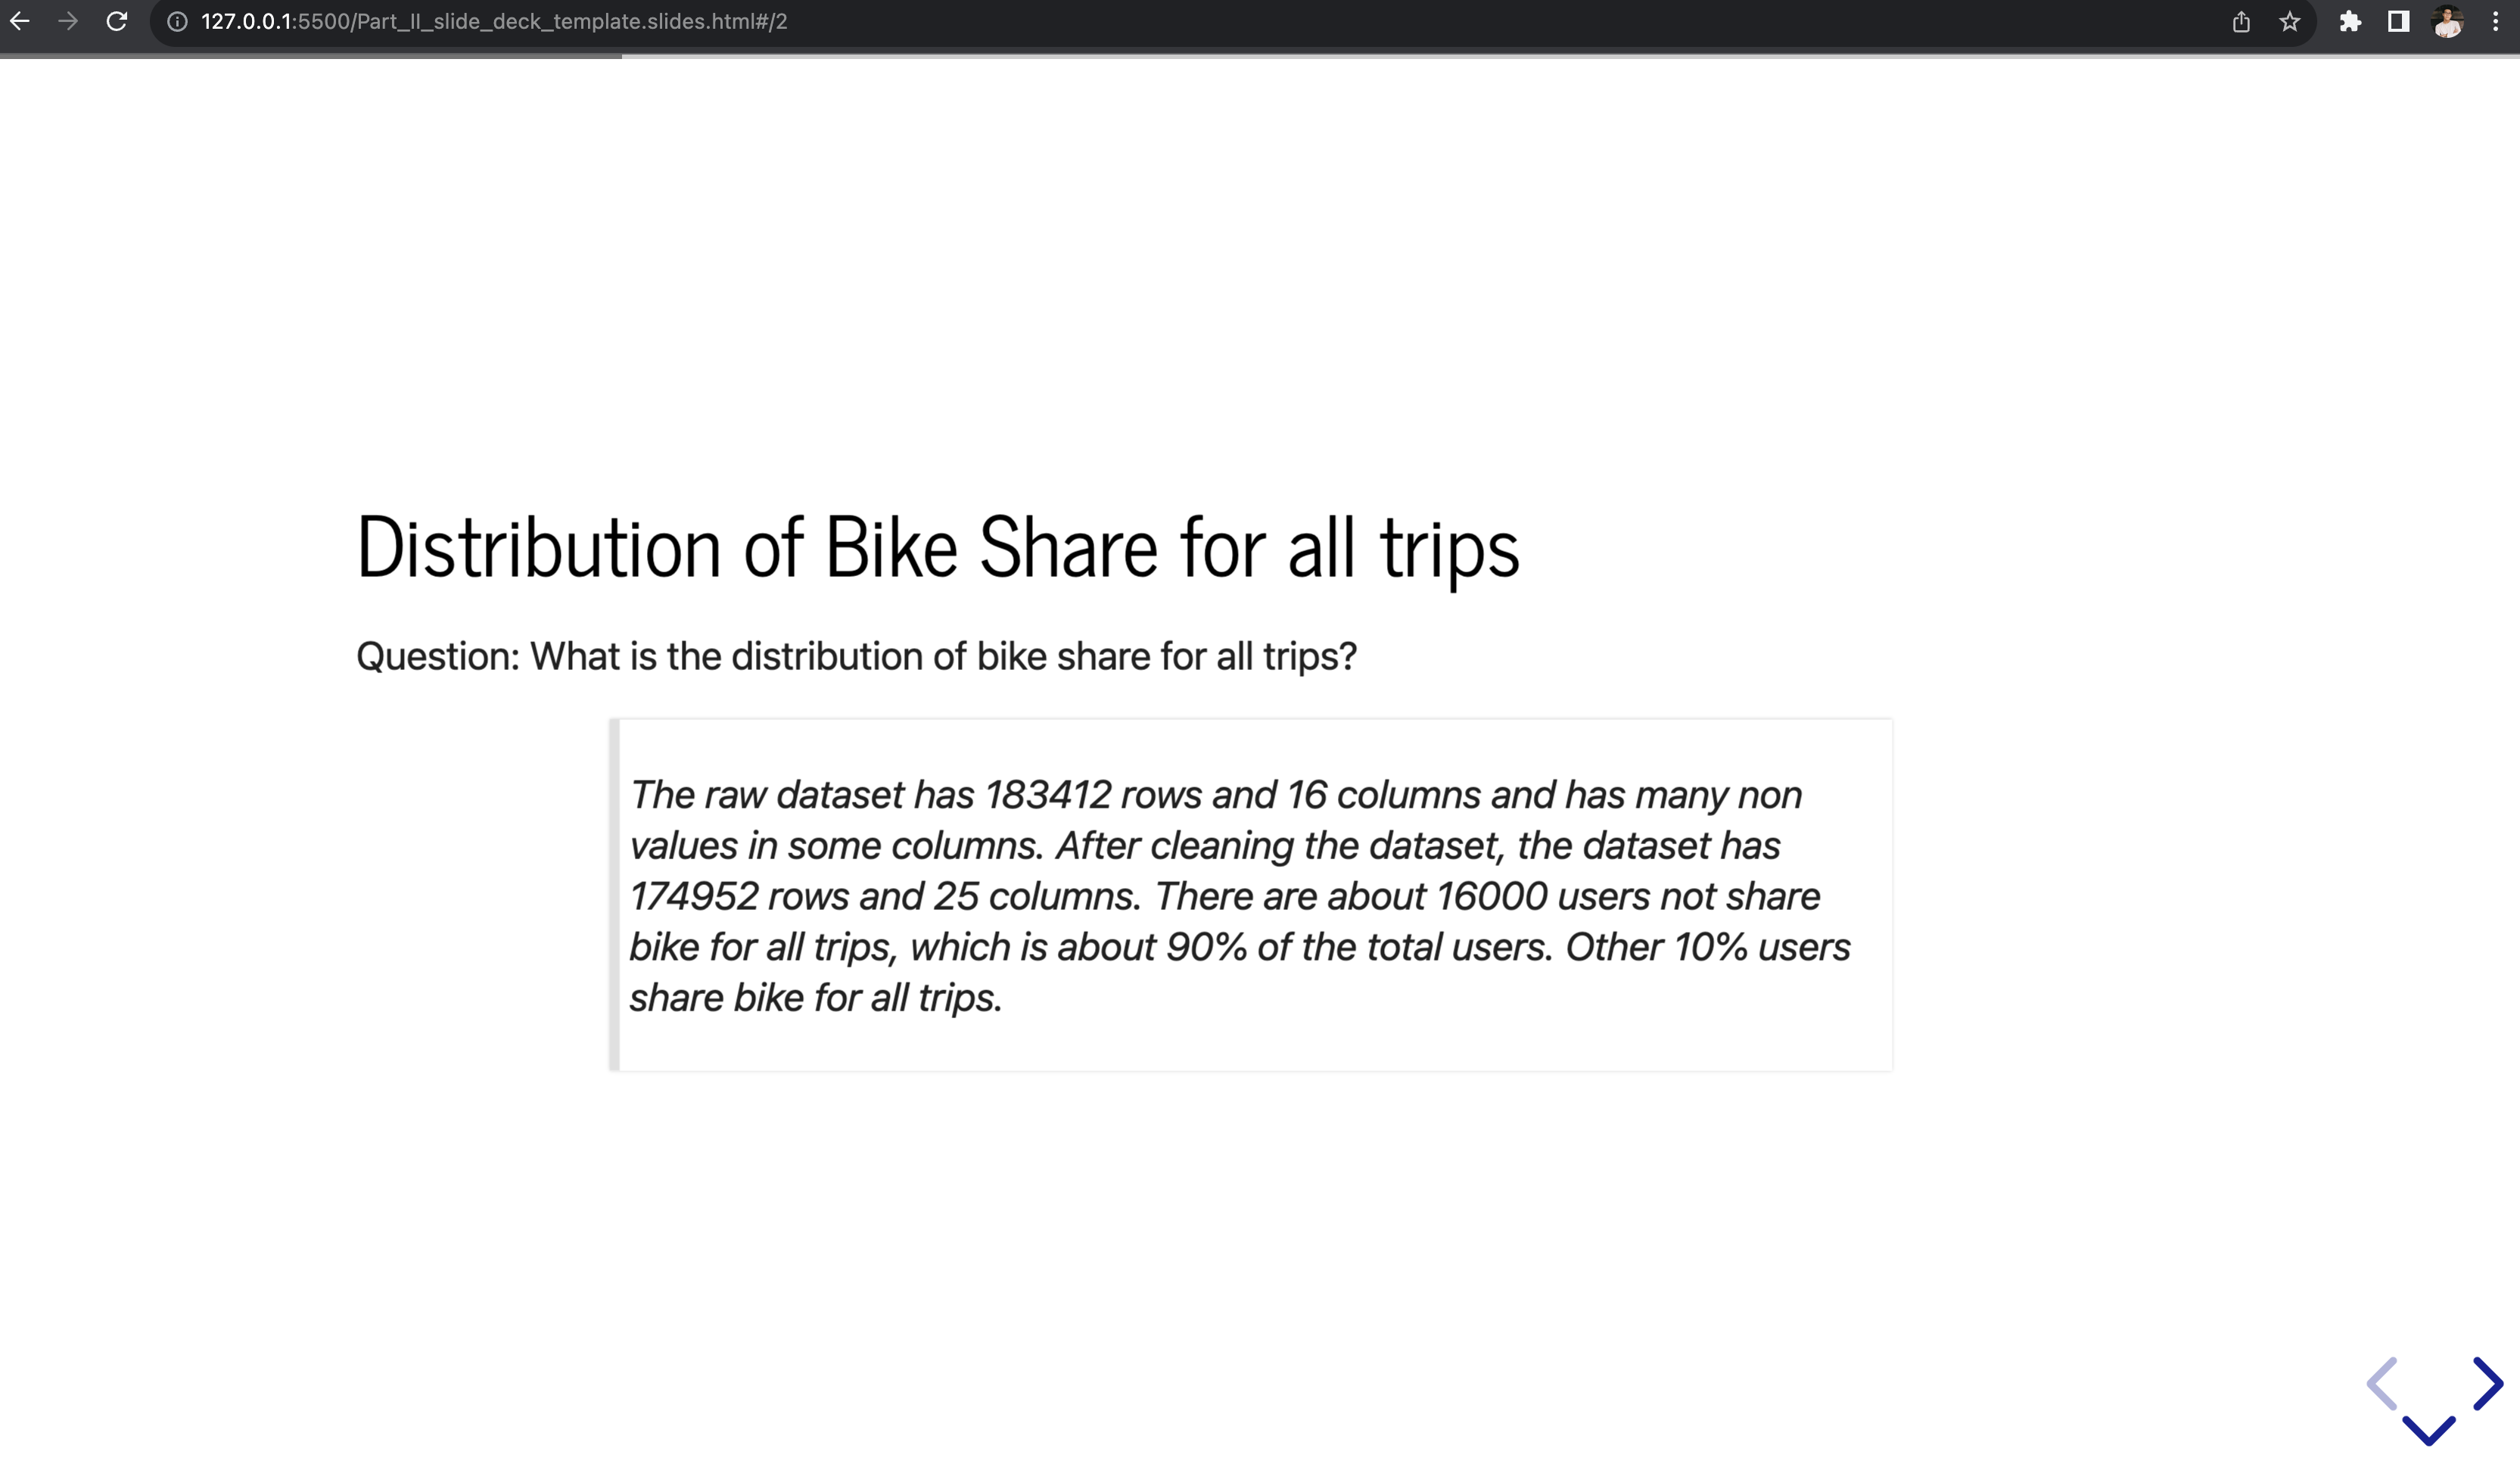 127.0.0.1:5500/Part_II_slide_deck_template.slides.html#/2
Distribution of Bike Share for all trips
Question: What is the distribution of bike share for all trips?
The raw dataset has 183412 rows and 16 columns and has many non
values in some columns. After cleaning the dataset, the dataset has
174952 rows and 25 columns. There are about 16000 users not share
bike for all trips, which is about 90% of the total users. Other 10% users
share bike for all trips.